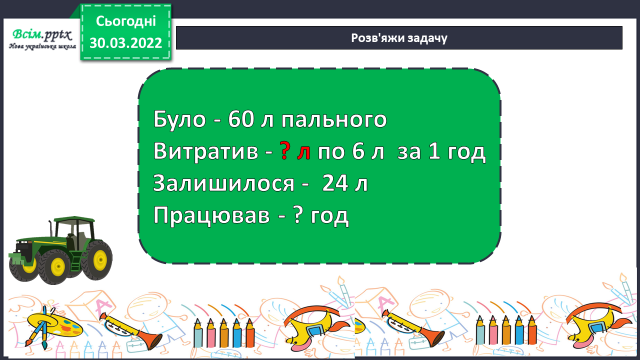 Всім.pptx
Нова українська школа
Сьогодні
30.03.2022
Розв'яжи задачу
Було - 60 л пального
Витратив - ? л по 6 л за 1 год
Залишилося - 24 л
Працював - ? год